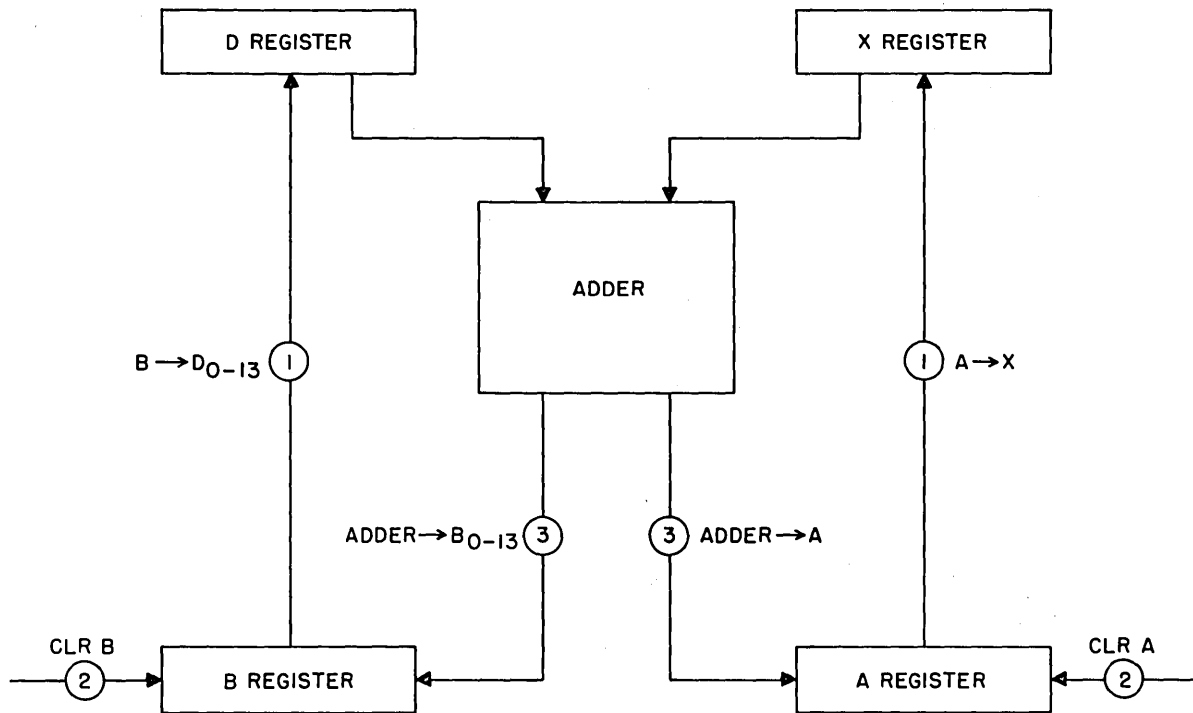 D REGISTER
X REGISTER
ADDER
B→D0-13 1
1 A→X
ADDER→B0-13 3
3 ADDER→A
CLR B
2
B REGISTER
A REGISTER
CLR A
2